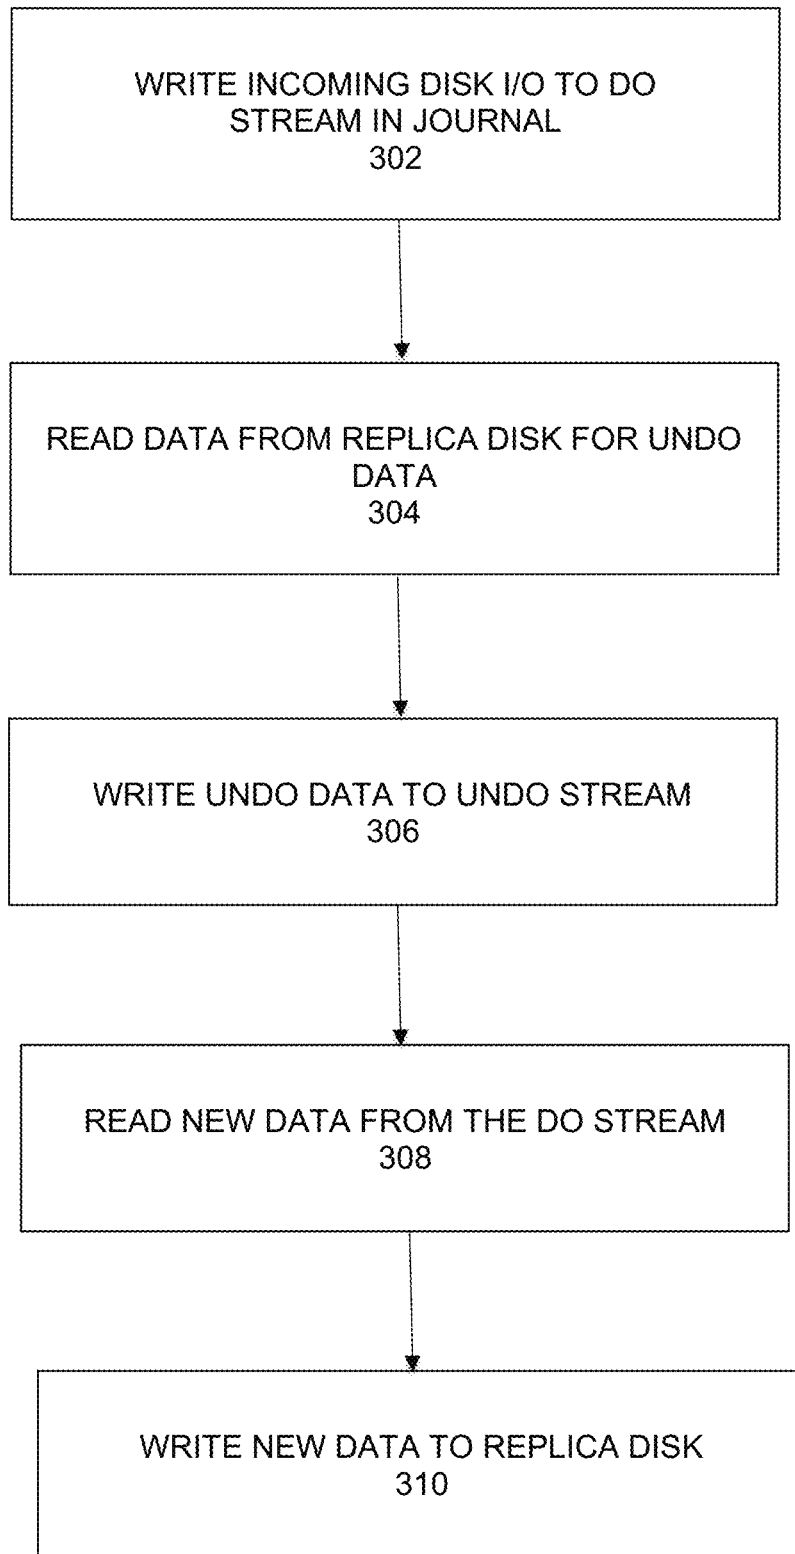 WRITE INCOMING DISK I/O TO DO
STREAM IN JOURNAL
302
READ DATA FROM REPLICA DISK FOR UNDO
DATA
304
WRITE UNDO DATA TO UNDO STREAM
306
READ NEW DATA FROM THE DO STREAM
308
WRITE NEW DATA TO REPLICA DISK
310